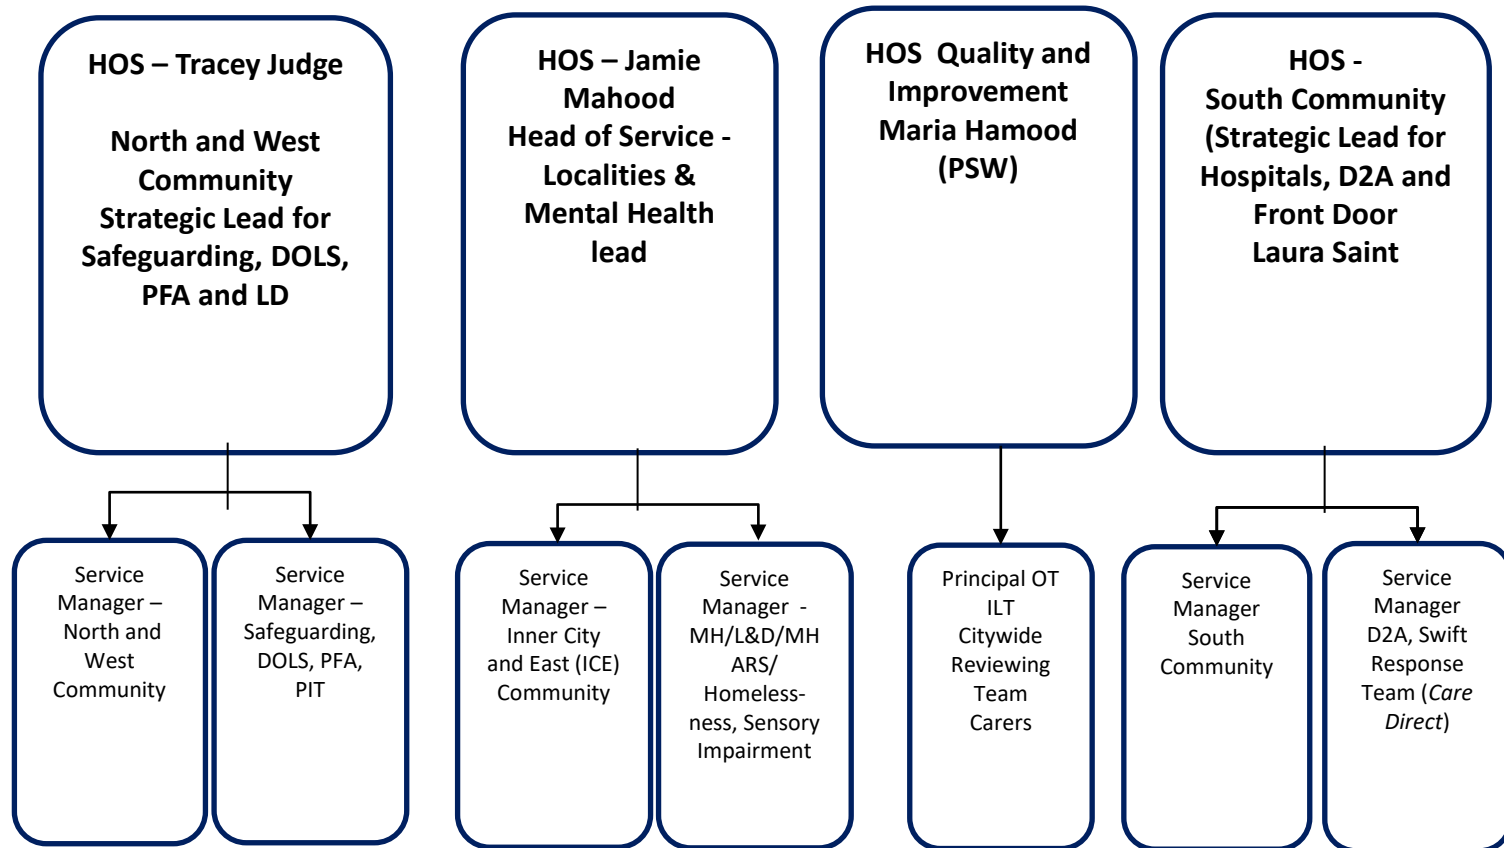 HOS – Tracey Judge
North and West
Community
Strategic Lead for
Safeguarding, DOLS,
PFA and LD
HOS – Jamie
Mahood
Head of Service -
Localities &
Mental Health
lead
HOS  Quality and
Improvement
Maria Hamood
(PSW)
HOS -
South Community
(Strategic Lead for
Hospitals, D2A and
Front Door
Laura Saint
Service
Manager –
North and
West
Community
Service
Manager –
Safeguarding,
DOLS, PFA,
PIT
Service
Manager –
Inner City
and East (ICE)
Community
Service
Manager  -
MH/L&D/MH
ARS/
Homeless-
ness, Sensory
Impairment
Principal OT
ILT
Citywide
Reviewing
Team
Carers
Service
Manager
South
Community
Service
Manager
D2A, Swift
Response
Team (Care
Direct)